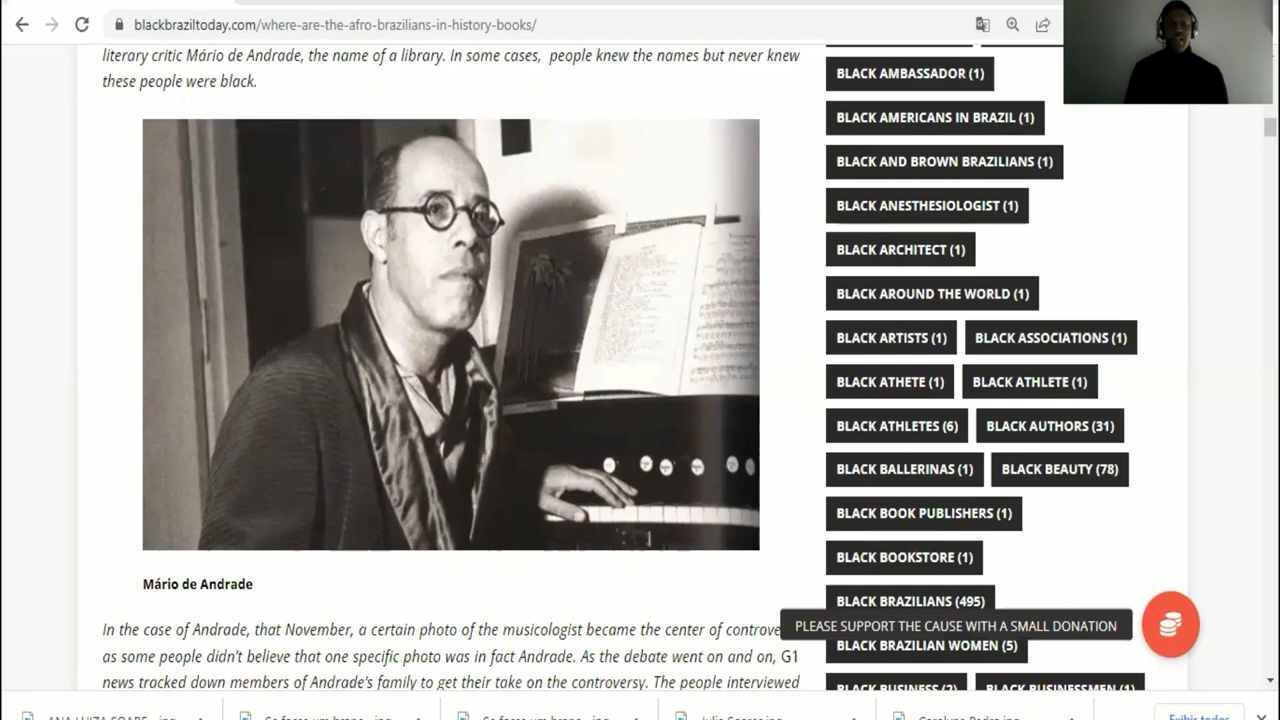 blackbraziltoday.com/where-are-the-afro-brazilians-in-history-books/
literary critic Mário de Andrade, the name of a library. In some cases, people knew the names but never knew
these people were black.
Mário de Andrade
In the case of Andrade, that November, a certain photo of the musicologist became the center of controve
as some people didn't believe that one specific photo was in fact Andrade. As the debate went on and on, G1
news tracked down members of Andrade's family to get their take on the controversy. The people interviewed
BLACK AMBASSADOR (1)
BLACK AMERICANS IN BRAZIL (1)
BLACK AND BROWN BRAZILIANS (1)
BLACK ANESTHESIOLOGIST (1)
BLACK ARCHITECT (1)
BLACK AROUND THE WORLD (1)
BLACK ARTISTS (1) BLACK ASSOCIATIONS (1)
BLACK ATHETE (1) BLACK ATHLETE (1)
BLACK ATHLETES (6) BLACK AUTHORS (31)
BLACK BALLERINAS (1) BLACK BEAUTY (78)
BLACK BOOK PUBLISHERS (1)
BLACK BOOKSTORE (1)
BLACK BRAZILIANS (495)
PLEASE SUPPORT THE CAUSE WITH A SMALL DONATION
BLACK BRAZILIAN WOMEN (5)
BLACK BUSINESS (2) BLACK BUSINESSMEN (1)
Exibir todos